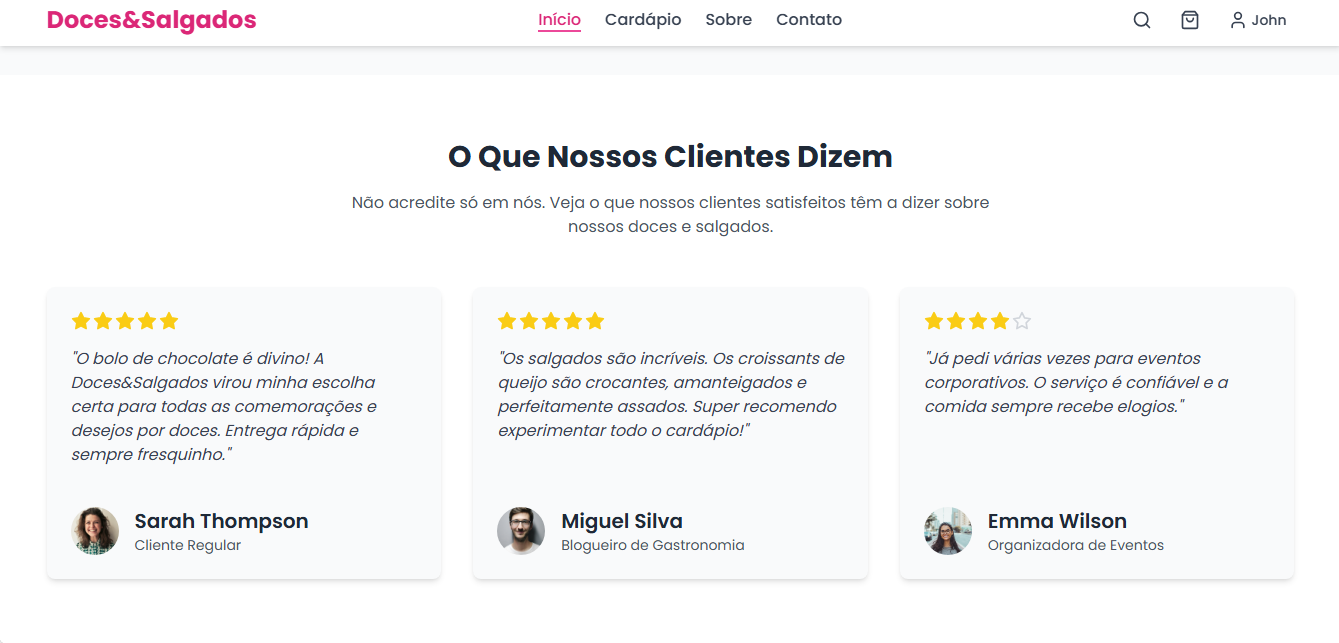 Doces&Salgados
Início
Cardápio
Sobre
Contato
John
O Que Nossos Clientes Dizem
Não acredite só em nós. Veja o que nossos clientes satisfeitos têm a dizer sobre
nossos doces e salgados.
"O bolo de chocolate é divino! A
Doces&Salgados virou minha escolha
certa para todas as comemorações e
desejos por doces. Entrega rápida e
sempre fresquinho."
Sarah Thompson
Cliente Regular
"Os salgados são incríveis. Os croissants de
queijo são crocantes, amanteigados e
perfeitamente assados. Super recomendo
experimentar todo o cardápio!"
Miguel Silva
Blogueiro de Gastronomia
"Já pedi várias vezes para eventos
corporativos. O serviço é confiável e a
comida sempre recebe elogios."
Emma Wilson
Organizadora de Eventos